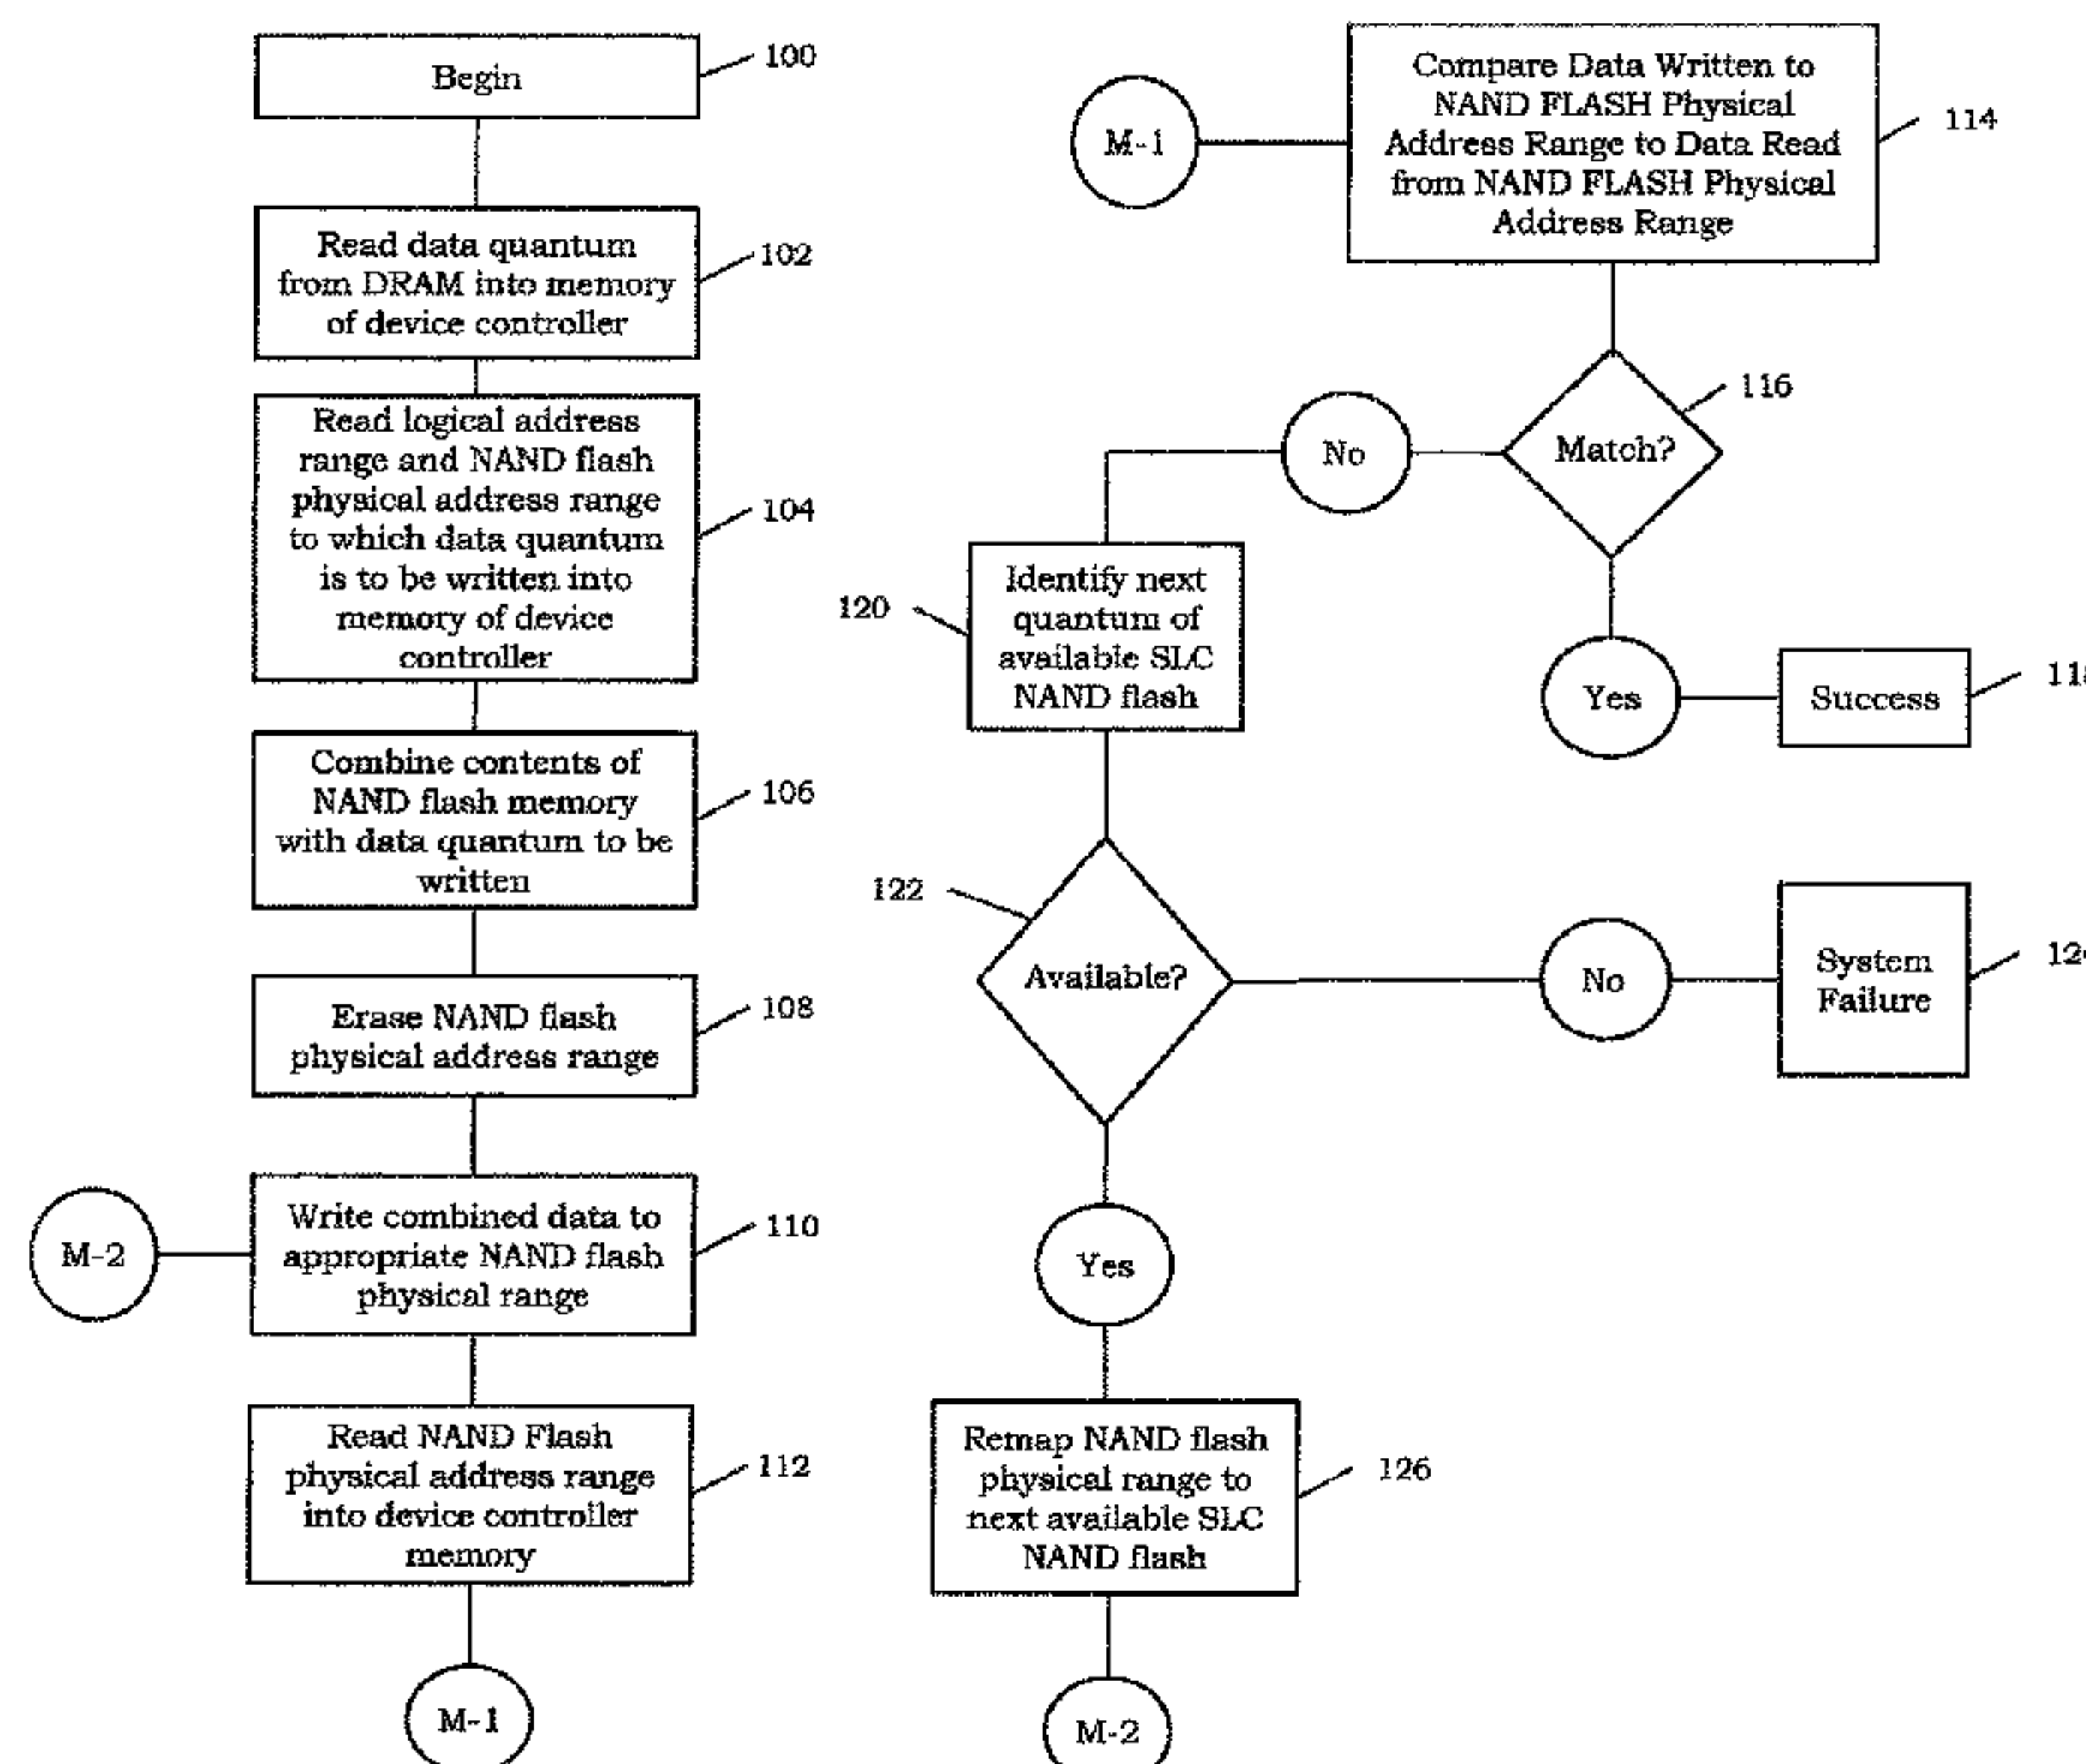 Begin
100
Read data quantum
from DRAM into memory
of device controller
102
Read logical address
range and NAND flash
physical address range
to which data quantum
is to be written into
memory of device
controller
104
Combine contents of
NAND flash memory
with data quantum to be
written
106
Erase NAND flash
physical address range
108
M-2
Write combined data to
appropriate NAND flash
physical range
110
Read NAND Flash
physical address range
into device controller
memory
112
M-1
M-1
Compare Data Written to
NAND FLASH Physical
Address Range to Data Read
from NAND FLASH Physical
Address Range
114
Match?
116
No
Yes
Success
120
Identify next
quantum of
available SLC
NAND flash
122
Available?
No
System
Failure
Yes
Remap NAND flash
physical range to
next available SLC
NAND flash
126
M-2